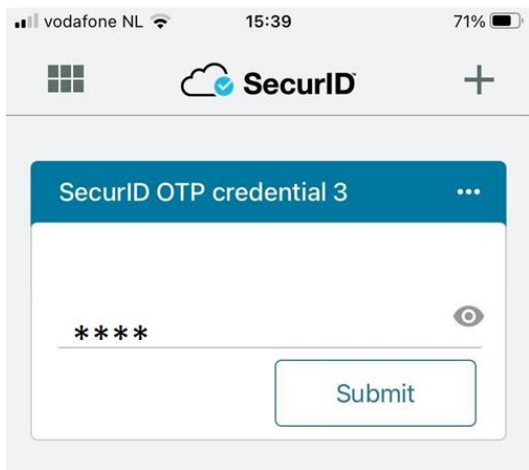 vodafone NL 15:39 71%
SecurID
SecurID OTP credential 3
****
Submit